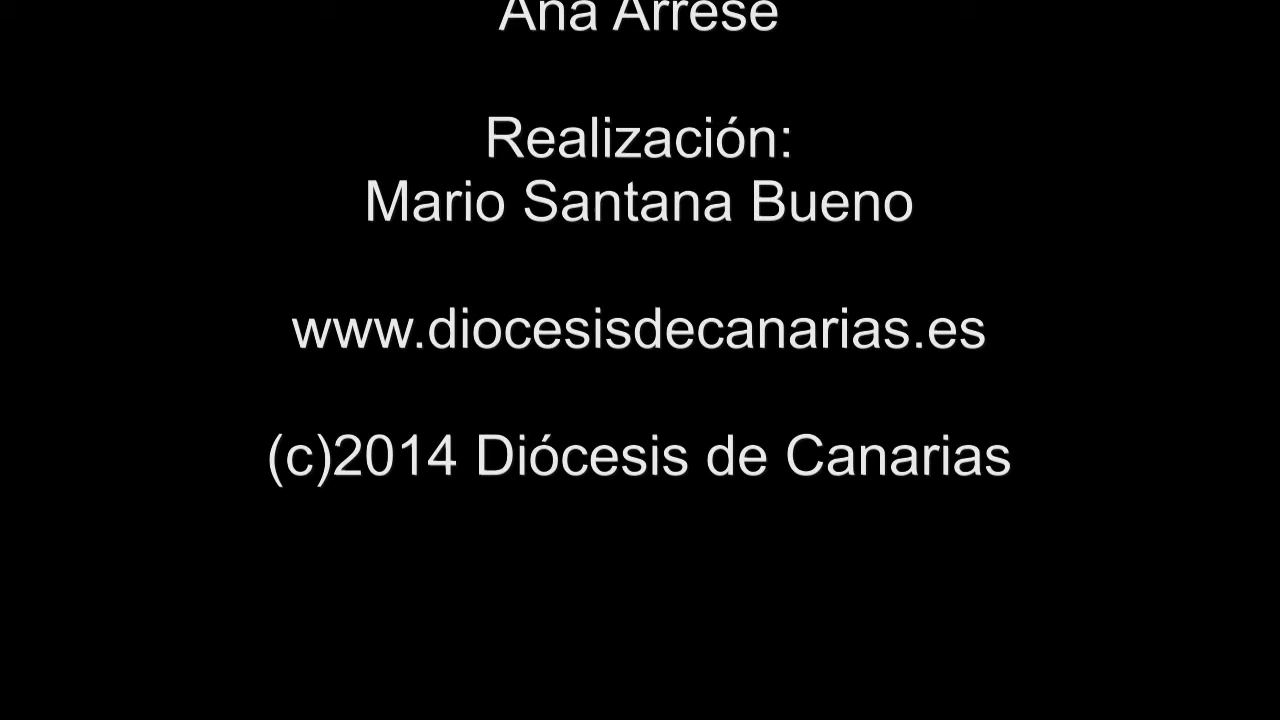 Ana Arrese
Realización:
Mario Santana Bueno
www.diocesisdecanarias.es
(c)2014 Diócesis de Canarias